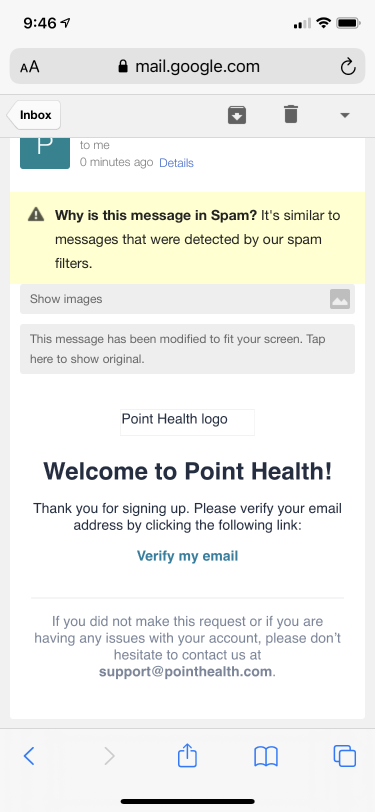 9:46
AA mail.google.com
Inbox
P
to me
0 minutes ago Details
Why is this message in Spam? It's similar to
messages that were detected by our spam
filters.
Show images
This message has been modified to fit your screen. Tap
here to show original.
Point Health logo
Welcome to Point Health!
Thank you for signing up. Please verify your email
address by clicking the following link:
Verify my email
If you did not make this request or if you are
having any issues with your account, please don't
hesitate to contact us at
support@pointhealth.com.